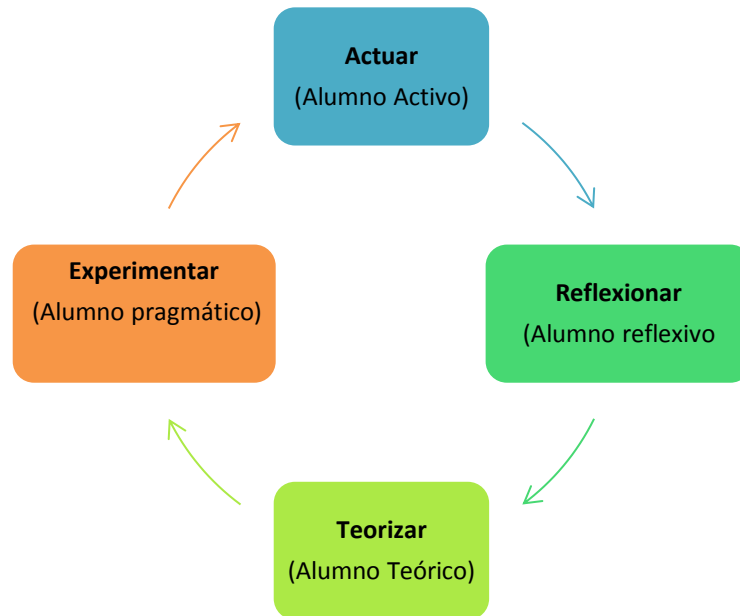 Actuar
(Alumno Activo)
Experimentar
(Alumno pragmático)
Reflexionar
(Alumno reflexivo
Teorizar
(Alumno Teórico)